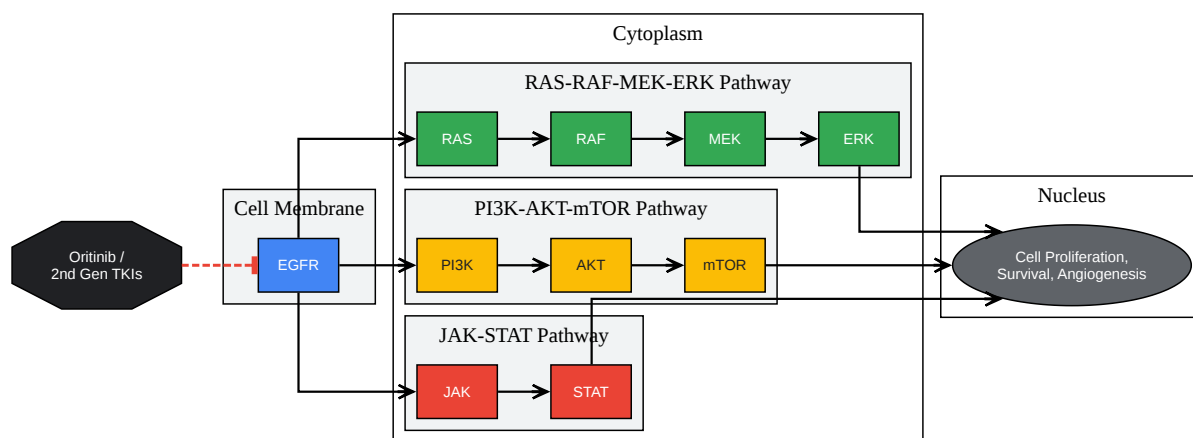 Cytoplasm
RAS-RAF-MEK-ERK Pathway
RAS
RAF
MEK
ERK
Cell Membrane
EGFR
Oritinib /
2nd Gen TKIs
PI3K-AKT-mTOR Pathway
PI3K
AKT
mTOR
Nucleus
Cell Proliferation,
Survival, Angiogenesis
JAK-STAT Pathway
JAK
STAT